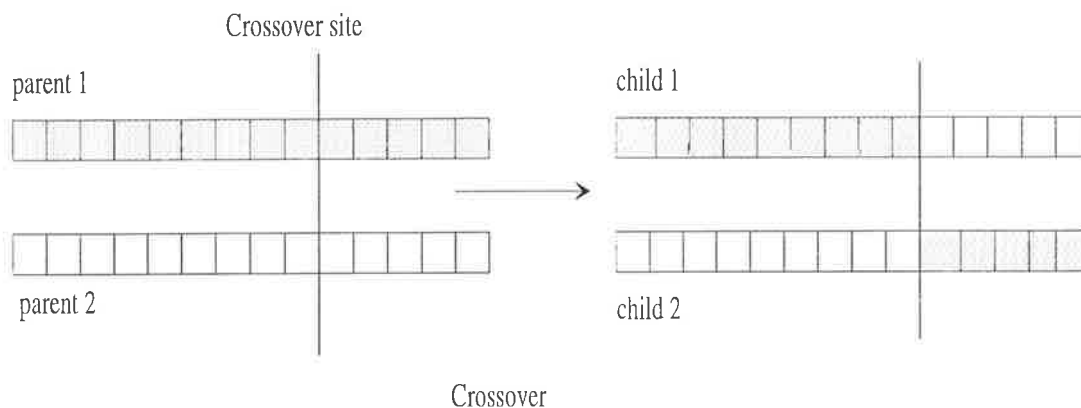 Crossover site
parent 1
child 1
parent 2
child 2
Crossover